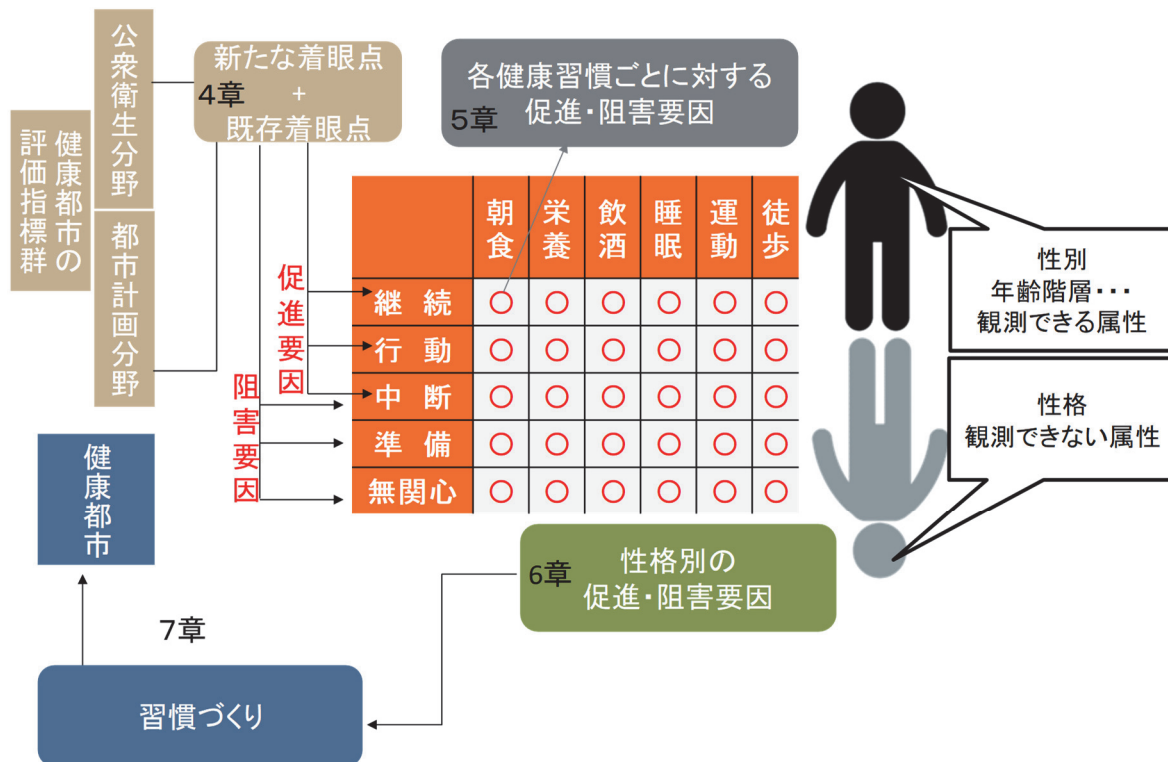 公衆衛生分野
都市計画分野
健康都市の
評価指標群
新たな着眼点
4章
+
既存着眼点
各健康習慣ごとに対する
5章
促進・阻害要因
促進要因
阻害要因
朝食 栄養 飲酒 睡眠 運動 徒歩
継続 ○ ○ ○ ○ ○ ○
行動 ○ ○ ○ ○ ○ ○
中断 ○ ○ ○ ○ ○ ○
準備 ○ ○ ○ ○ ○ ○
無関心 ○ ○ ○ ○ ○ ○
性別
年齢階層･･･
観測できる属性
性格
観測できない属性
健康都市
6章
性格別の
促進・阻害要因
7章
習慣づくり